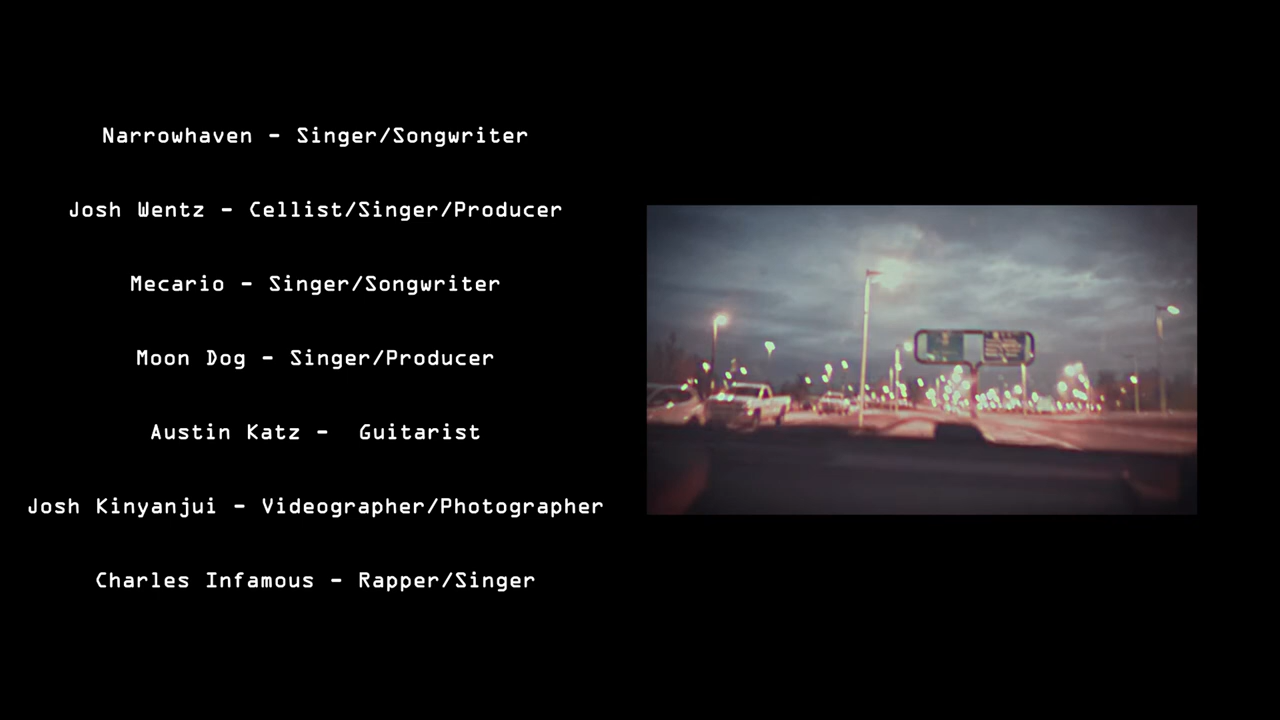 Narrowhaven - Singer/Songwriter
Josh Wentz - Cellist/Singer/Producer
Mecario - Singer/Songwriter
Moon Dog - Singer/Producer
Austin Katz -  Guitarist
Josh Kinyanjui - Videographer/Photographer
Charles Infamous - Rapper/Singer